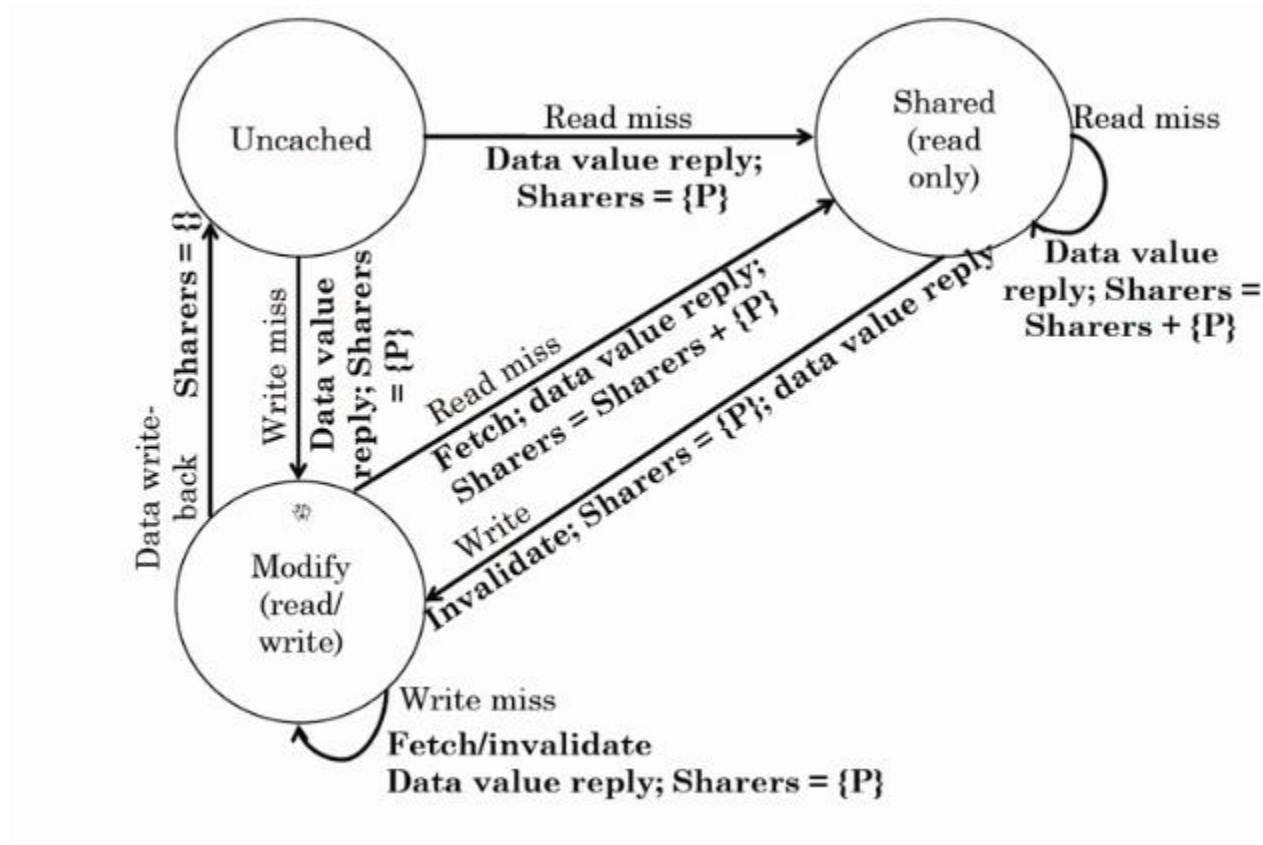 Uncached
Shared
(read
only)
Read miss
Data value reply;
Sharers = {P}
Read miss
Data value
reply; Sharers =
Sharers + {P}
Data write-
back
Sharers = {}
Write miss
Data value
reply; Sharers
= {P}
Read miss
Fetch; data value reply;
Sharers = Sharers + {P}
Write
Invalidate; Sharers = {P}; data value reply
Modify
(read/
write)
Write miss
Fetch/invalidate
Data value reply; Sharers = {P}